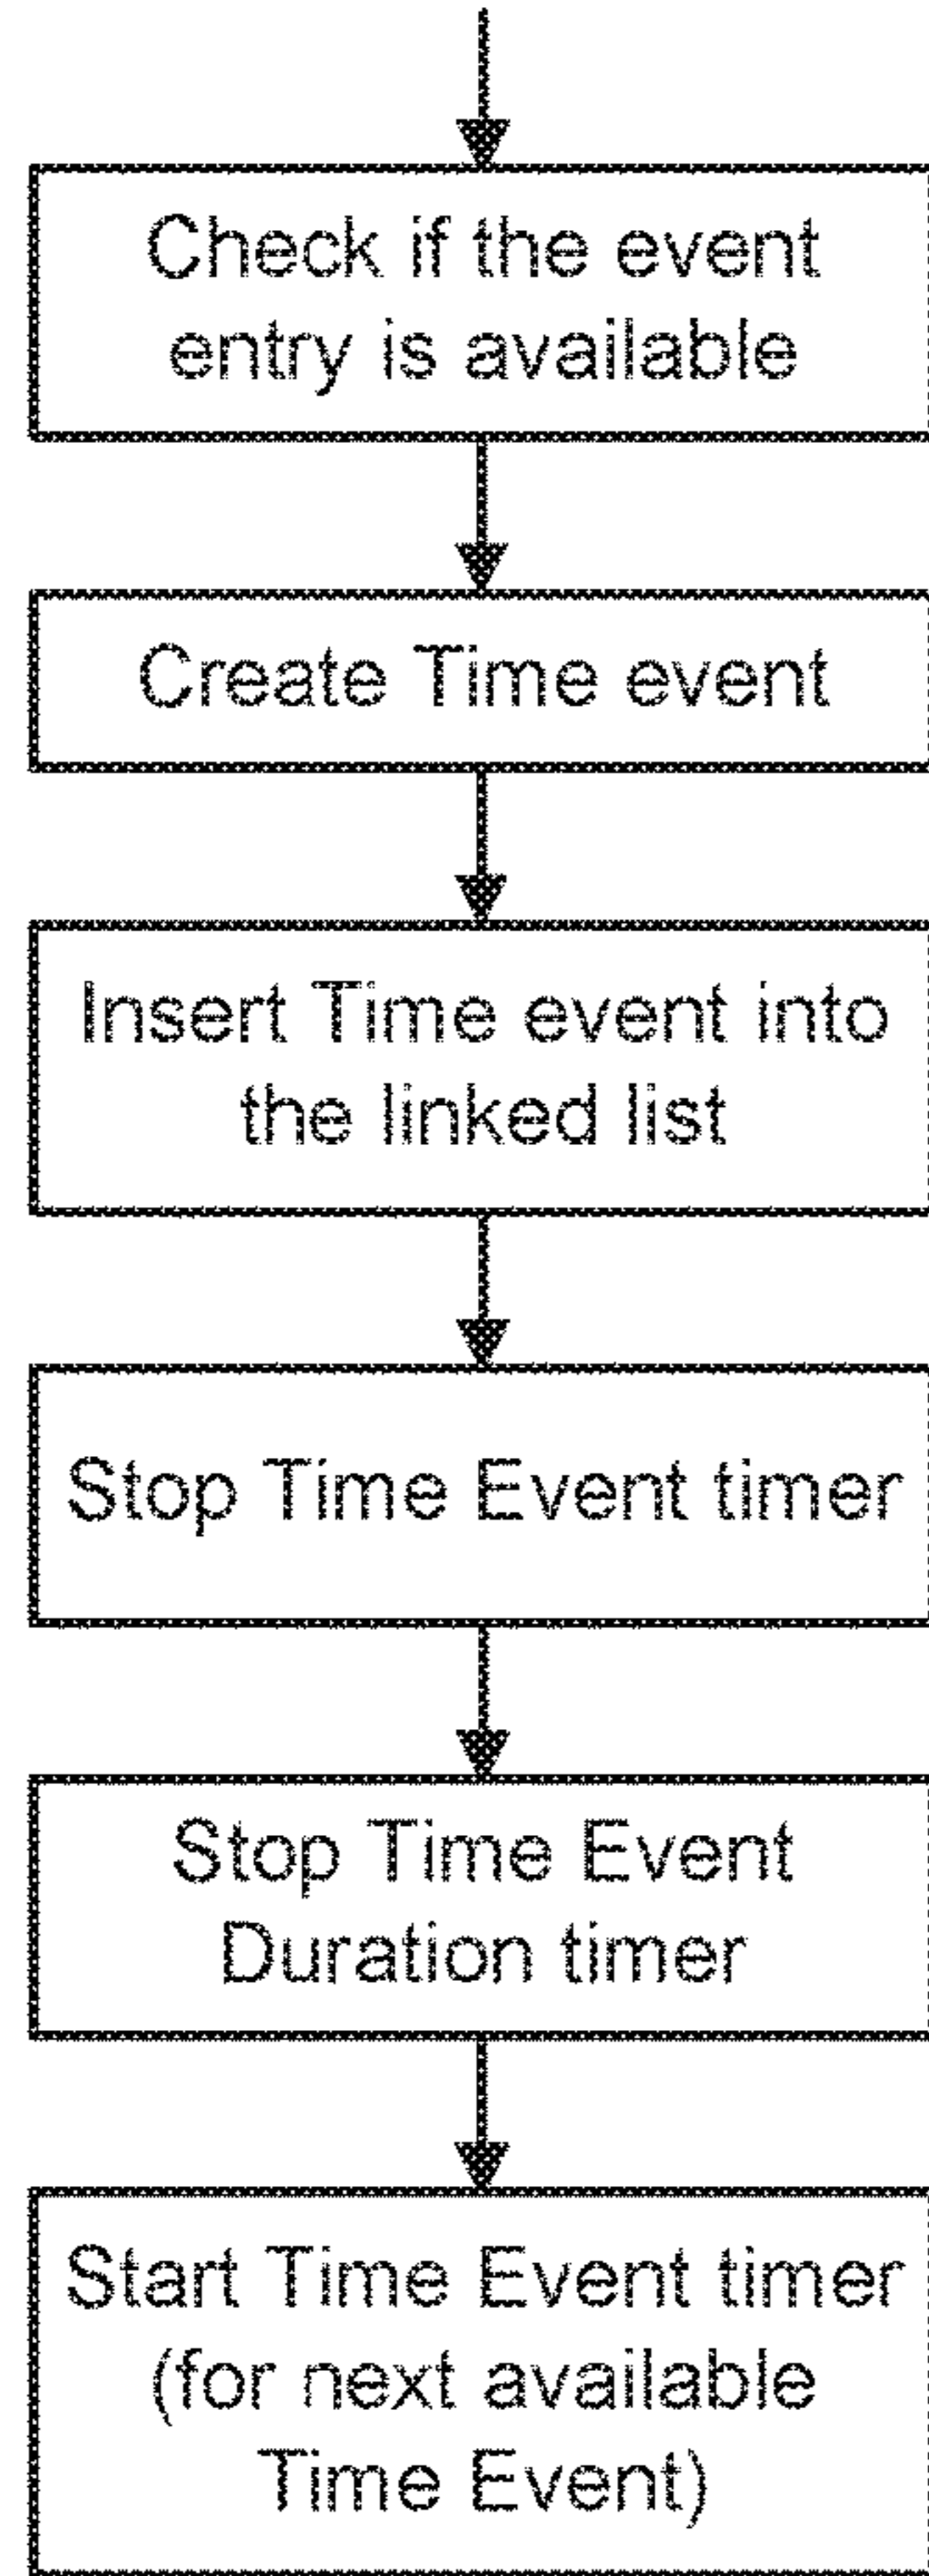 Check if the event
entry is available
Create Time event
Insert Time event into
the linked list
Stop Time Event timer
Stop Time Event
Duration timer
Start Time Event timer
(for next available
Time Event)